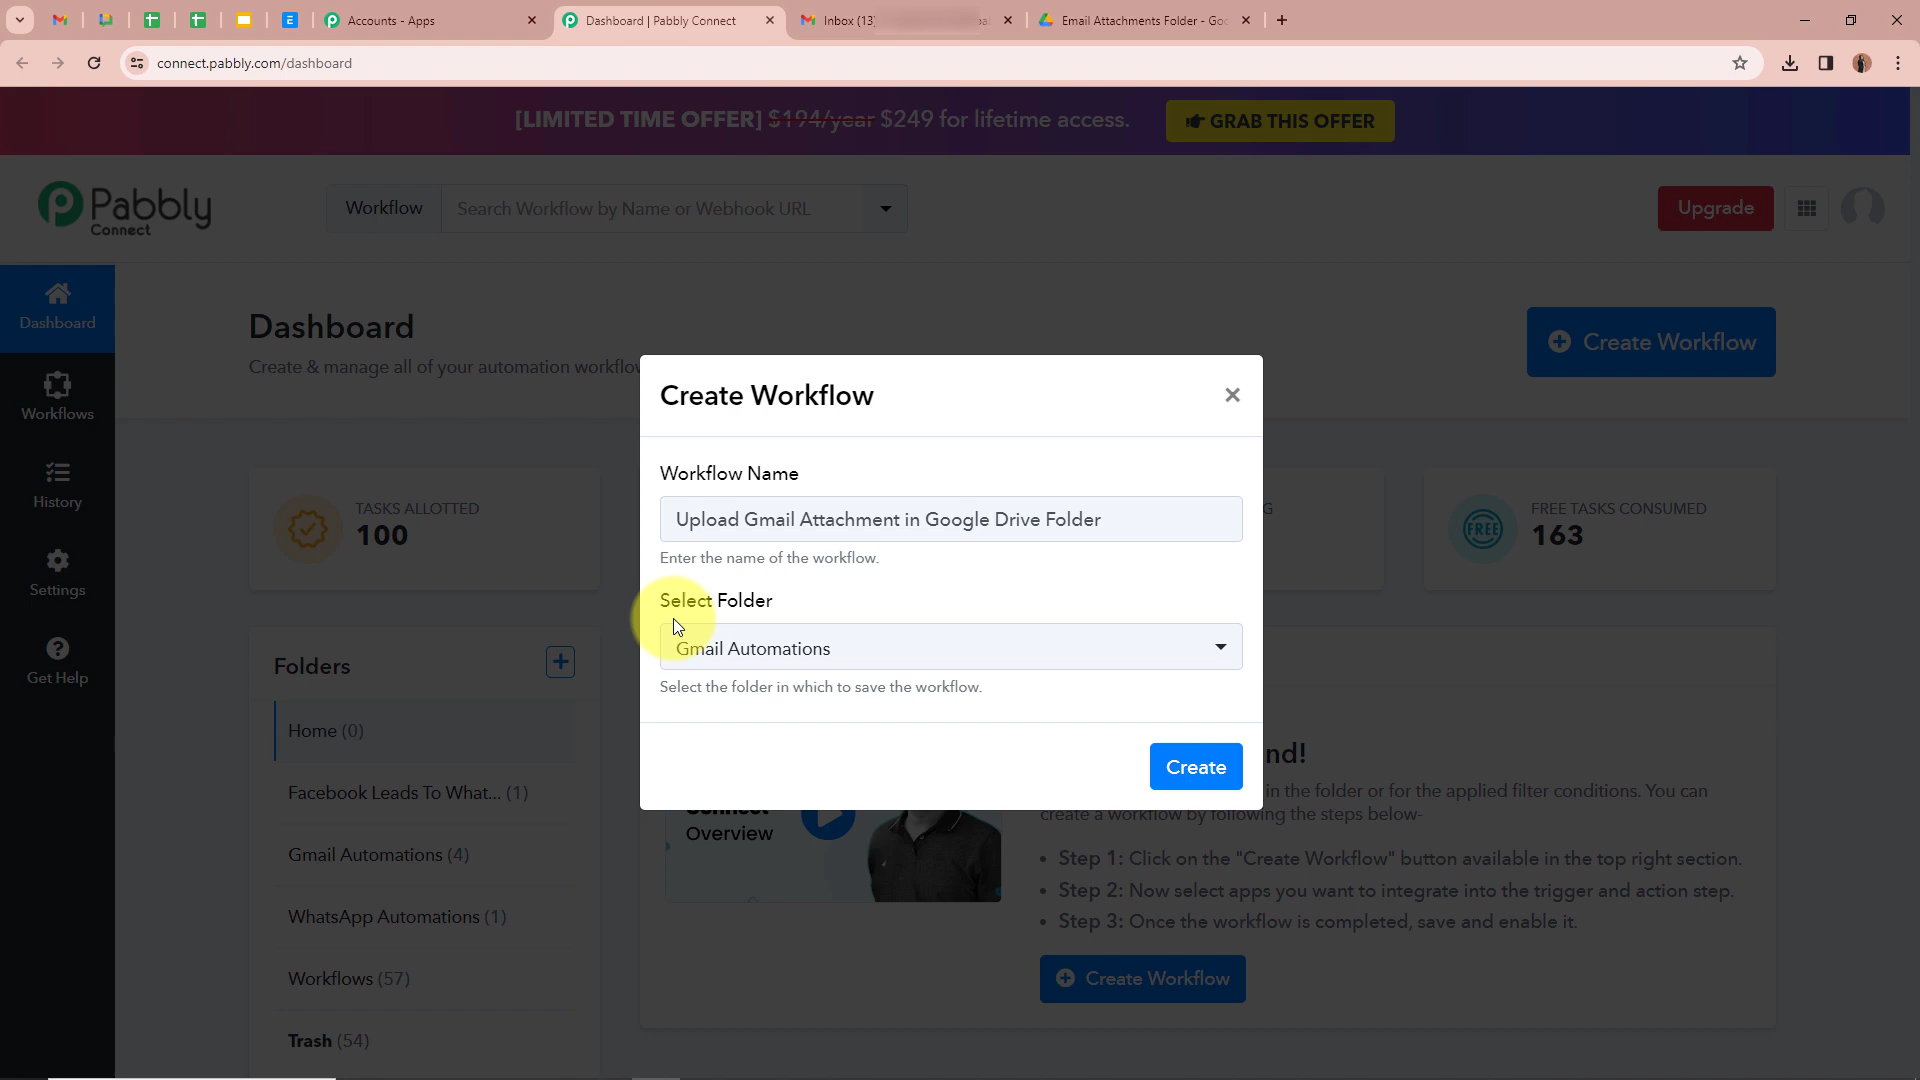 Accounts - Apps
Dashboard | Pabbly Connect
Inbox (13)
Email Attachments Folder - Goo
connect.pabbly.com/dashboard
[LIMITED TIME OFFER] $194/year $249 for lifetime access.
GRAB THIS OFFER
Pabbly
Connect
Workflow
Search Workflow by Name or Webhook URL
Upgrade
Dashboard
Workflows
History
Settings
Get Help
Dashboard
Create & manage all of your automation workflow
Create Workflow
TASKS ALLOTTED
100
G
FREE
FREE TASKS CONSUMED
163
Folders
Home (0)
Facebook Leads To What... (1)
Gmail Automations (4)
WhatsApp Automations (1)
Workflows (57)
Trash (54)
Create Workflow
Workflow Name
Upload Gmail Attachment in Google Drive Folder
Enter the name of the workflow.
Select Folder
Gmail Automations
Select the folder in which to save the workflow.
Create
Connect
Overview
nd!
in the folder or for the applied filter conditions. You can
create a workflow by following the steps below-
• Step 1: Click on the "Create Workflow" button available in the top right section.
• Step 2: Now select apps you want to integrate into the trigger and action step.
• Step 3: Once the workflow is completed, save and enable it.
Create Workflow